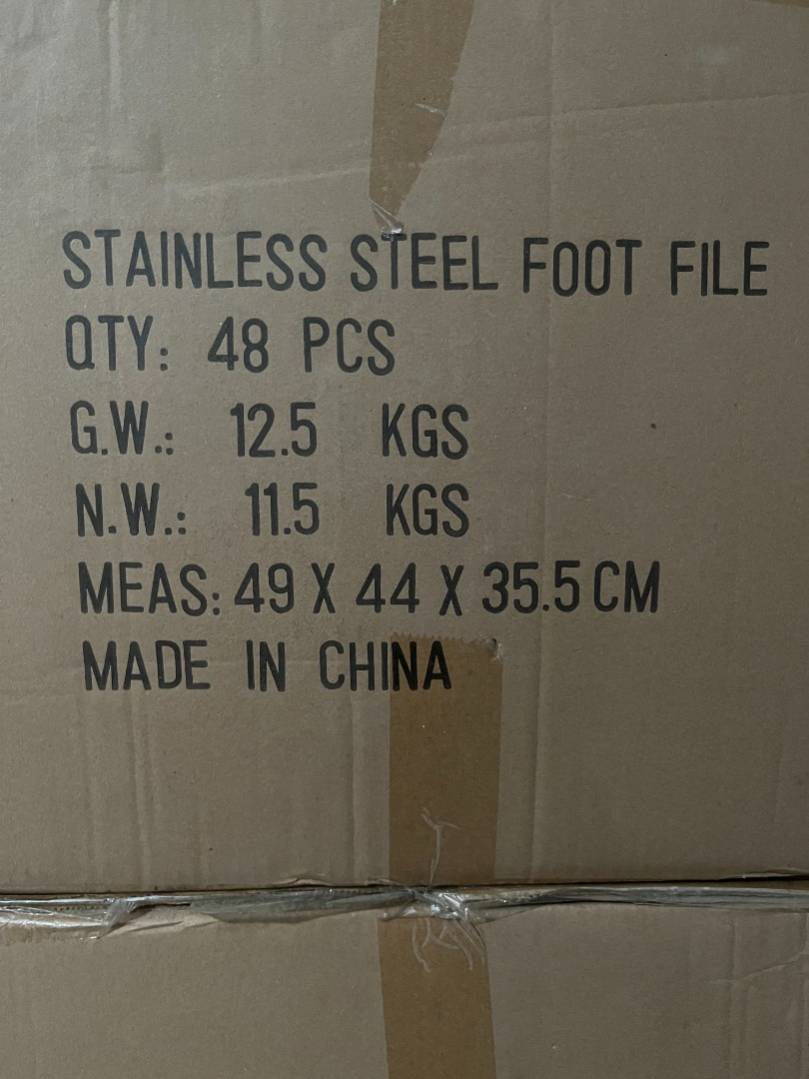 STAINLESS STEEL FOOT FILE
QTY: 48 PCS
G.W.: 12.5 KGS
N.W.: 11.5 KGS
MEAS: 49 X 44 X 35.5 CM
MADE IN CHINA